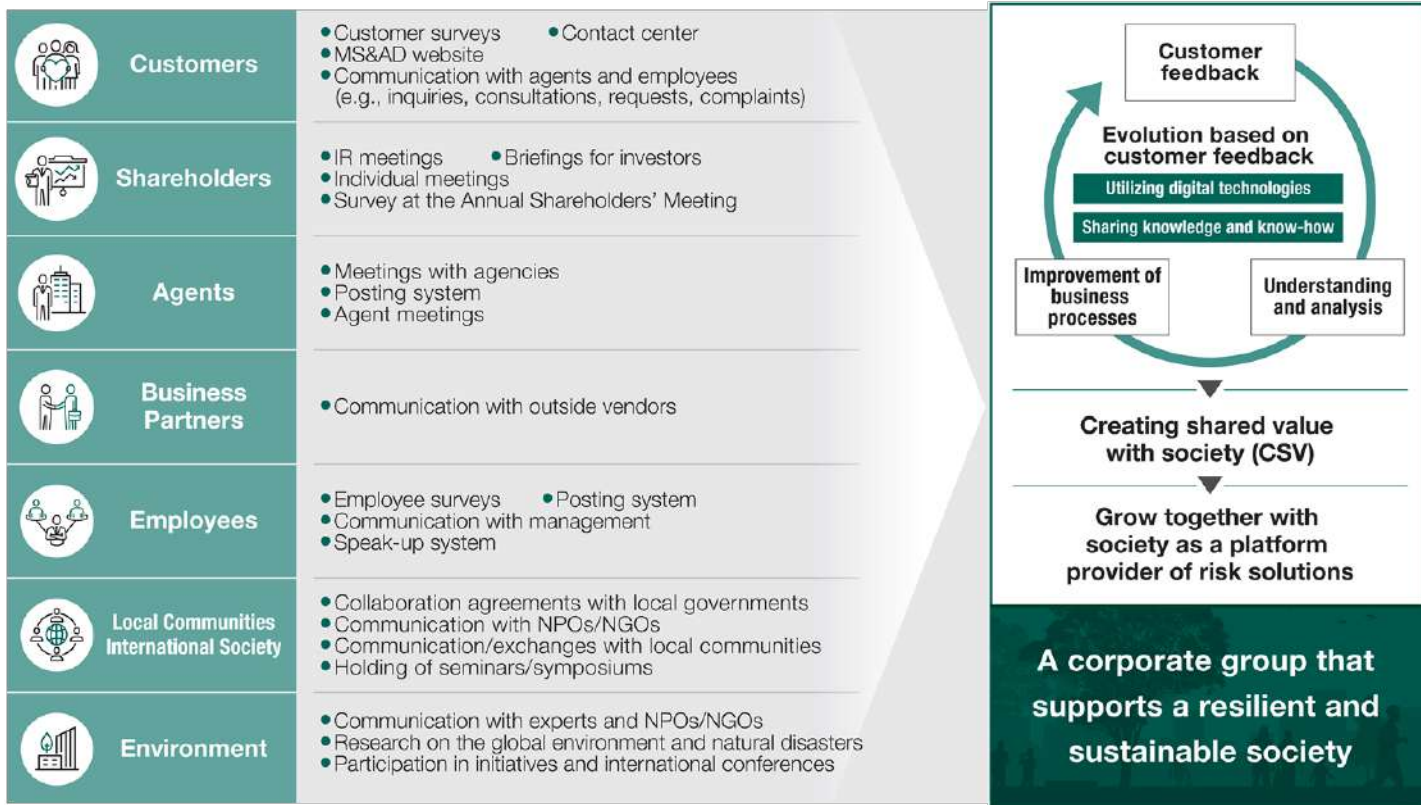 Customers
● Customer surveys ● Contact center
● MS&AD website
● Communication with agents and employees
(e.g., inquiries, consultations, requests, complaints)
Shareholders
● IR meetings ● Briefings for investors
● Individual meetings
● Survey at the Annual Shareholders' Meeting
Agents
● Meetings with agencies
● Posting system
● Agent meetings
Business
Partners
● Communication with outside vendors
Employees
● Employee surveys ● Posting system
● Communication with management
● Speak-up system
Local Communities
International Society
● Collaboration agreements with local governments
● Communication with NPOs/NGOs
● Communication/exchanges with local communities
● Holding of seminars/symposiums
Environment
● Communication with experts and NPOs/NGOs
● Research on the global environment and natural disasters
● Participation in initiatives and international conferences
Customer
feedback
Evolution based on
customer feedback
Utilizing digital technologies
Sharing knowledge and know-how
Improvement of
business
processes
Understanding
and analysis
Creating shared value
with society (CSV)
Grow together with
society as a platform
provider of risk solutions
A corporate group that
supports a resilient and
sustainable society